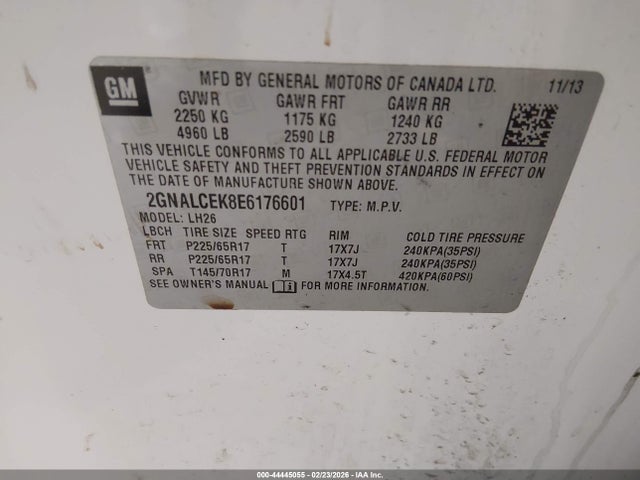 GM
MFD BY GENERAL MOTORS OF CANADA LTD. 11/13
GVWR GAWR FRT GAWR RR
2250 KG 1175 KG 1240 KG
4960 LB 2590 LB 2733 LB
THIS VEHICLE CONFORMS TO ALL APPLICABLE U.S. FEDERAL MOTOR
VEHICLE SAFETY AND THEFT PREVENTION STANDARDS IN EFFECT ON
THE DATE OF MANUFACTURE SHOWN ABOVE.
2GNALCEK8E6176601 TYPE: M.P.V.
MODEL: LH26
LBCH TIRE SIZE SPEED RTG RIM COLD TIRE PRESSURE
FRT P225/65R17 T 17X7J 240KPA(35PSI)
RR P225/65R17 T 17X7J 240KPA(35PSI)
SPA T145/70R17 M 17X4.5T 420KPA(60PSI)
SEE OWNER'S MANUAL i FOR MORE INFORMATION.
000-44445055 - 02/23/2026 - IAA Inc.